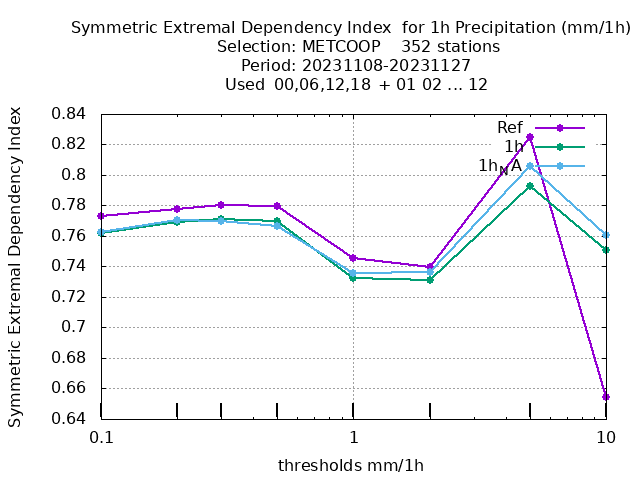 Symmetric Extremal Dependency Index  for 1h Precipitation (mm/1h)
Selection: METCOOP    352 stations
Period: 20231108-20231127
Used  00,06,12,18  + 01 02 ... 12
Symmetric Extremal Dependency Index
0.84
0.82
0.8
0.78
0.76
0.74
0.72
0.7
0.68
0.66
0.64
Ref
1h
1h_NA
0.1
1
10
thresholds mm/1h